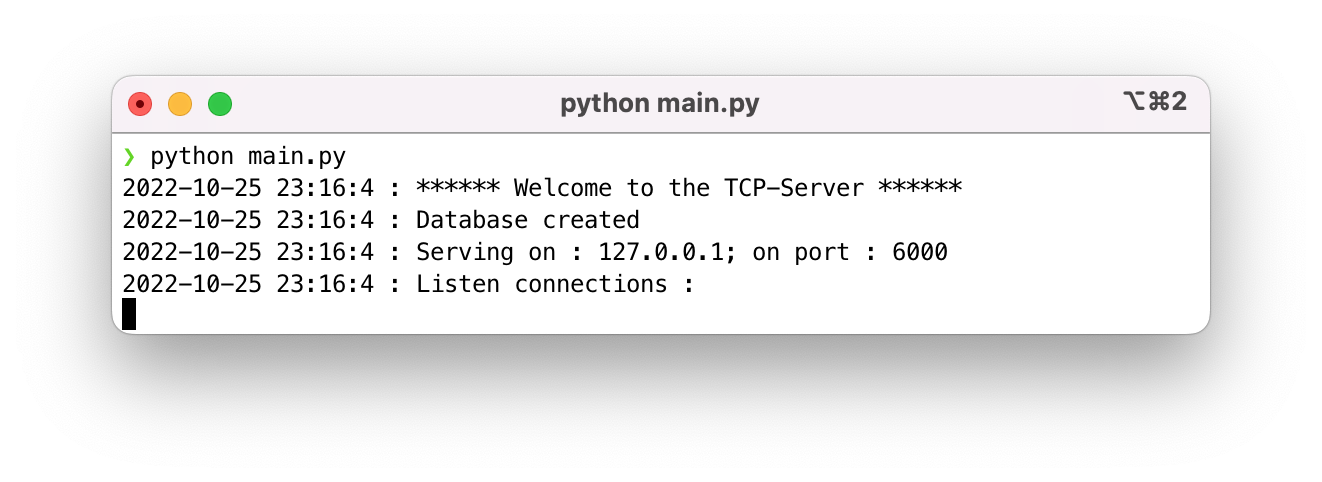 python main.py
⌥⌘2
❯ python main.py
2022-10-25 23:16:4 : ****** Welcome to the TCP-Server ******
2022-10-25 23:16:4 : Database created
2022-10-25 23:16:4 : Serving on : 127.0.0.1; on port : 6000
2022-10-25 23:16:4 : Listen connections :